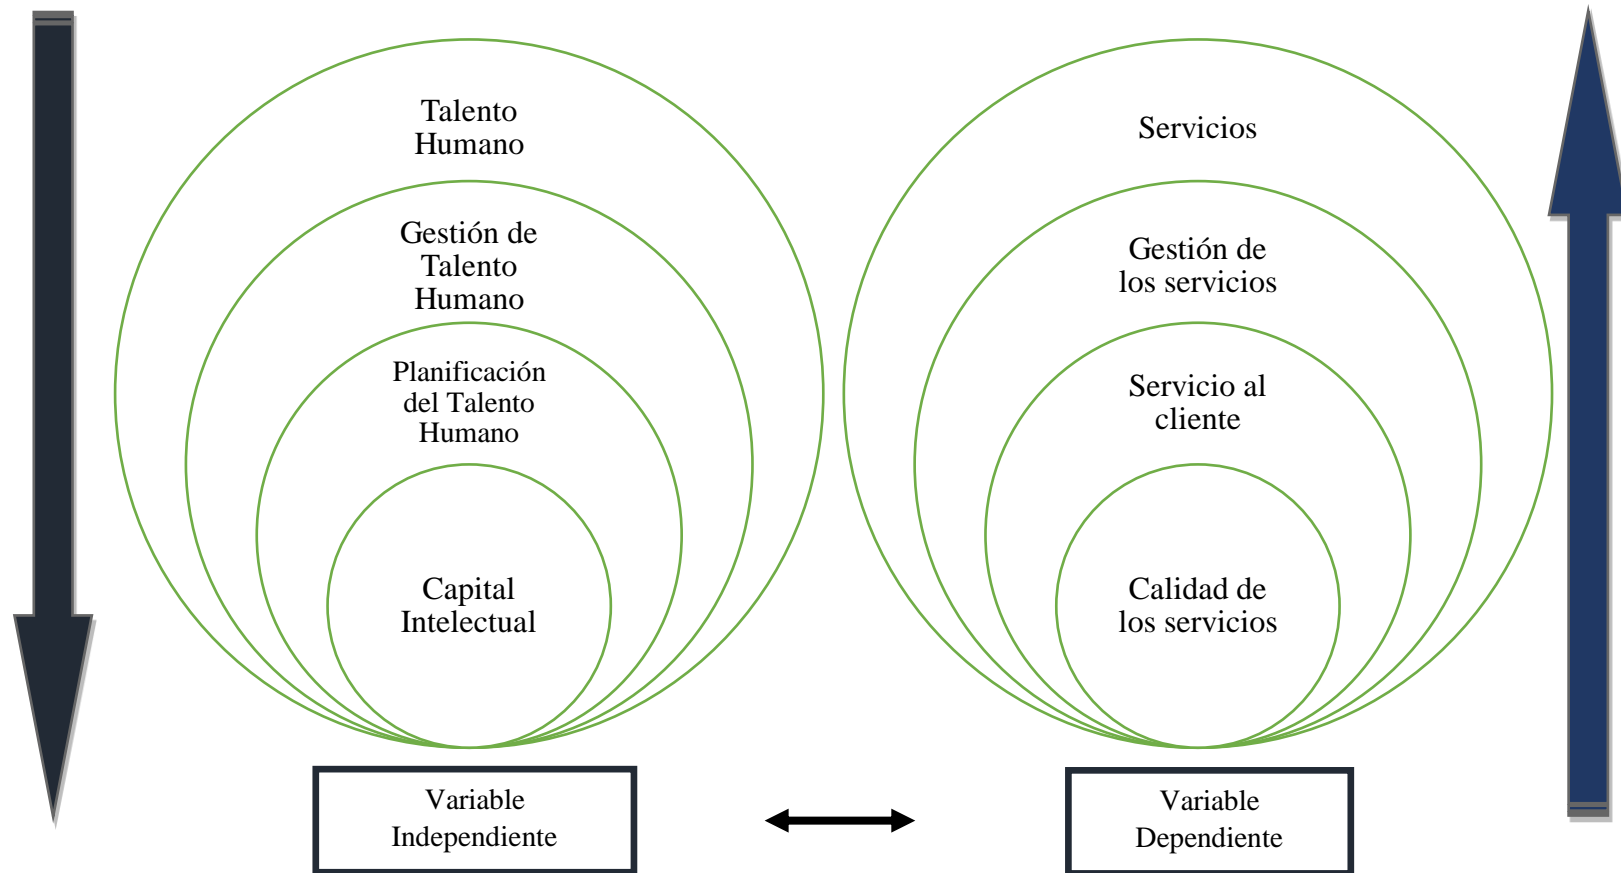 Talento
Humano
Gestión de
Talento
Humano
Planificación
del Talento
Humano
Capital
Intelectual
Variable
Independiente
Servicios
Gestión de
los servicios
Servicio al
cliente
Calidad de
los servicios
Variable
Dependiente